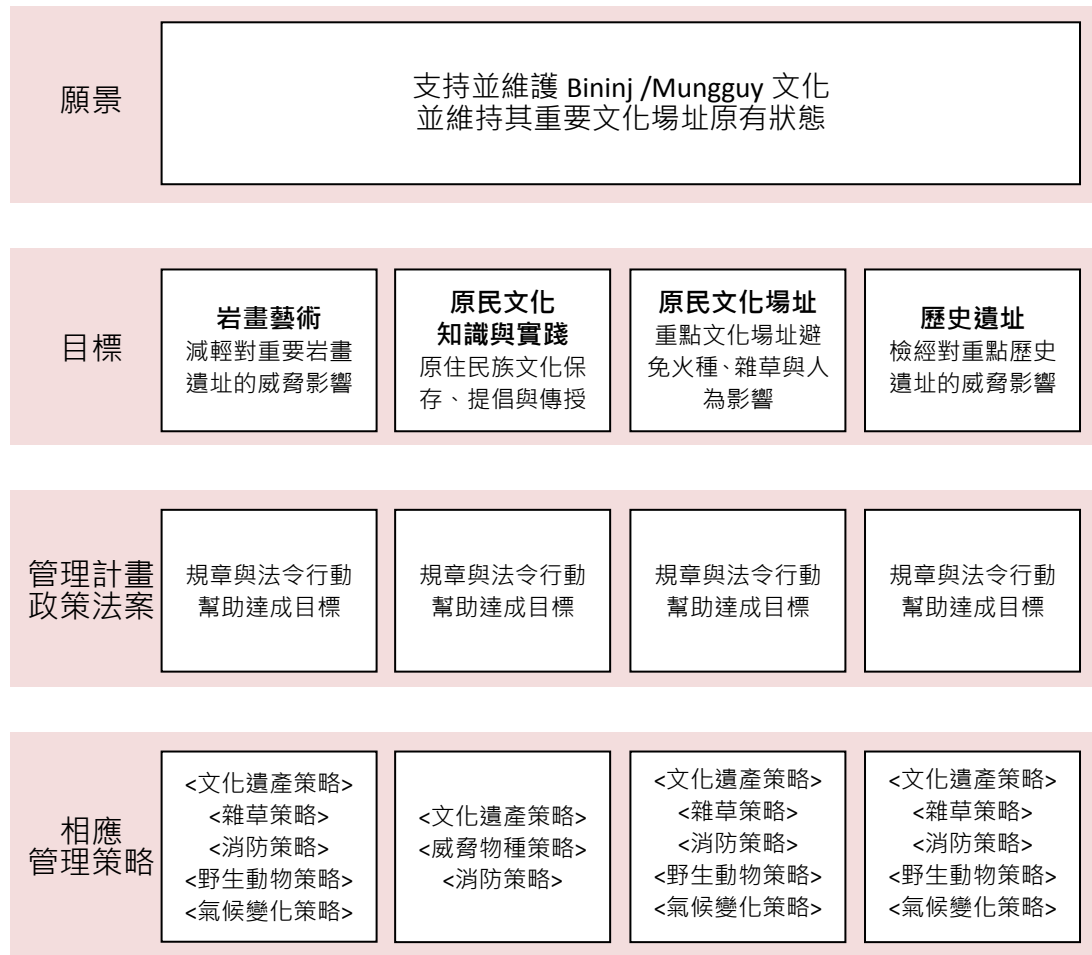 願景
支持並維護 Bininj /Mungguy 文化
並維持其重要文化場址原有狀態
目標
岩畫藝術
減輕對重要岩畫
遺址的威脅影響
原民文化
知識與實踐
原住民族文化保
存、提倡與傳授
原民文化場址
重點文化場址避
免火種、雜草與人
為影響
歷史遺址
檢經對重點歷史
遺址的威脅影響
管理計畫
政策法案
規章與法令行動
幫助達成目標
規章與法令行動
幫助達成目標
規章與法令行動
幫助達成目標
規章與法令行動
幫助達成目標
相應
管理策略
<文化遺產策略>
<雜草策略>
<消防策略>
<野生動物策略>
<氣候變化策略>
<文化遺產策略>
<威脅物種策略>
<消防策略>
<文化遺產策略>
<雜草策略>
<消防策略>
<野生動物策略>
<氣候變化策略>
<文化遺產策略>
<雜草策略>
<消防策略>
<野生動物策略>
<氣候變化策略>